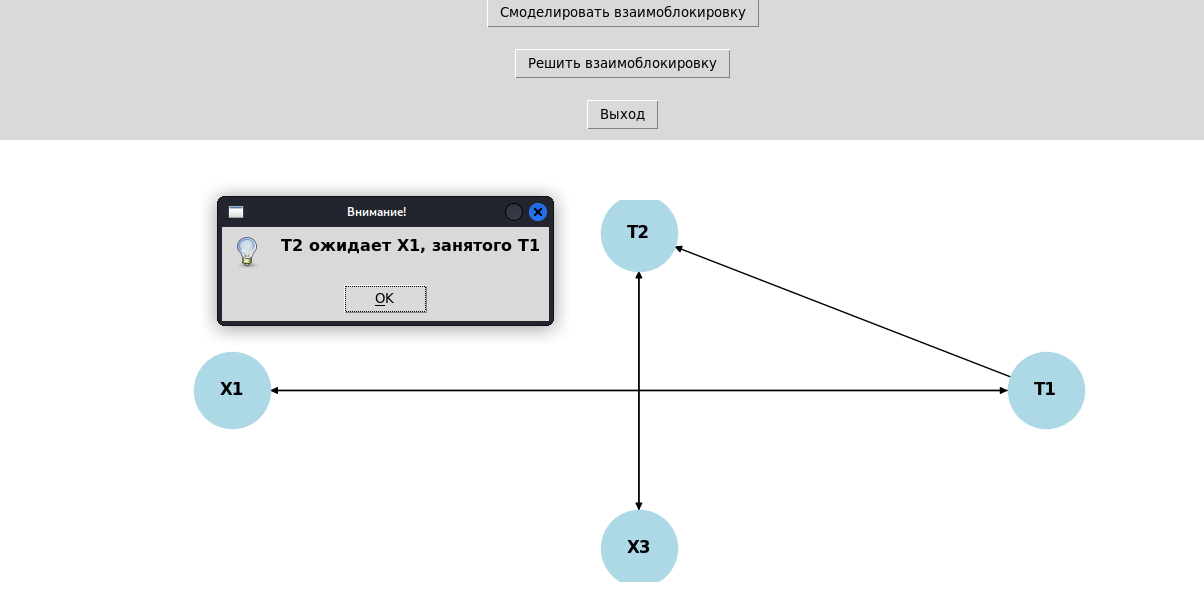 Смоделировать взаимоблокировку
Решить взаимоблокировку
Выход
Внимание!
T2 ожидает X1, занятого T1
OK
T2
X1
T1
X3